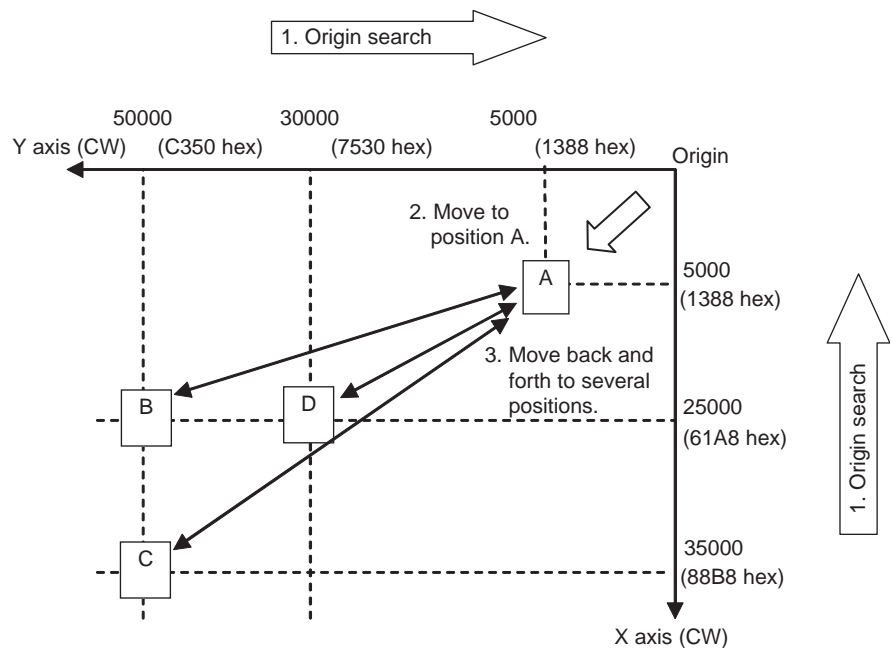 1. Origin search
50000
30000
5000
Y axis (CW)
(C350 hex)
(7530 hex)
(1388 hex)
Origin
2. Move to
position A.
A
5000
(1388 hex)
3. Move back and
forth to several
positions.
B
D
25000
(61A8 hex)
1. Origin search
C
35000
(88B8 hex)
X axis (CW)